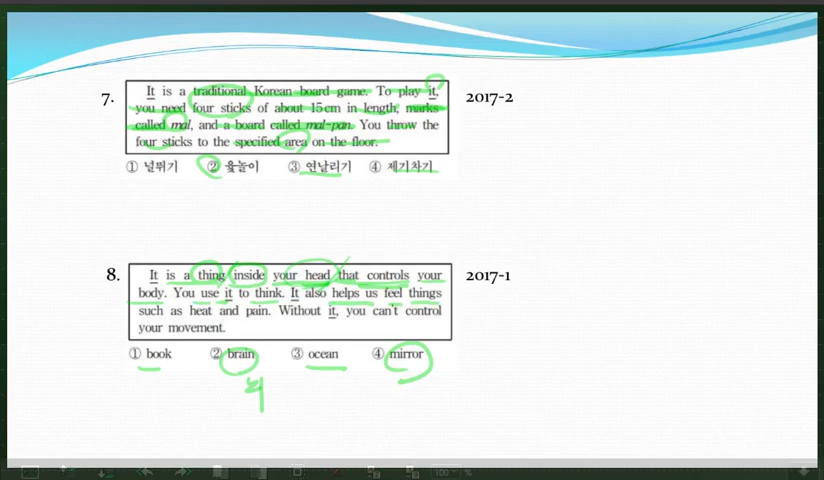 7.
It is a traditional Korean board game. To play it,
you need four sticks of about 15 cm in length, marks
called mal, and a board called mal-pan. You throw the
four sticks to the specified area on the floor.
2017-2
① 널뛰기 ② 윷놀이 ③ 연날리기 ④ 제기차기
8.
It is a thing inside your head that controls your
body. You use it to think. It also helps us feel things
such as heat and pain. Without it, you can't control
your movement.
2017-1
① book ② brain ③ ocean ④ mirror
뇌
100 %